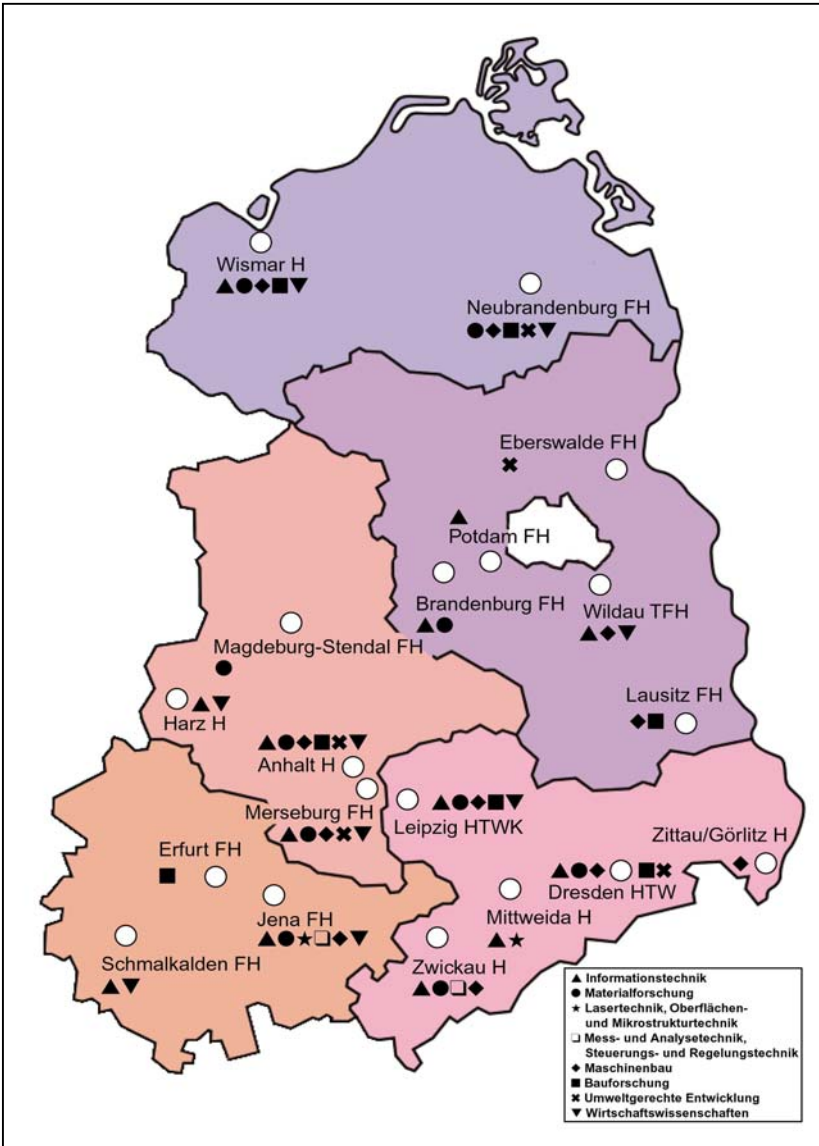 Wismar H
▲●◆■▼
Neubrandenburg FH
●◆■✖▼
Eberswalde FH
✖
▲
Potdam FH
Brandenburg FH
▲●
Wildau TFH
▲◆▼
Magdeburg-Stendal FH
●
Harz H
▲▼
Lausitz FH
◆■
▲●◆■✖▼
Anhalt H
Merseburg FH
▲●◆✖▼
▲●◆■▼
Leipzig HTWK
Zittau/Görlitz H
◆
Erfurt FH
■
▲●◆ ■✖
Dresden HTW
Jena FH
▲●★❑◆▼
Mittweida H
▲★
Schmalkalden FH
▲▼
Zwickau H
▲●❑◆
▲ Informationstechnik
● Materialforschung
★ Lasertechnik, Oberflächen-
und Mikrostrukturtechnik
❑ Mess- und Analysetechnik,
Steuerungs- und Regelungstechnik
◆ Maschinenbau
■ Bauforschung
✖ Umweltgerechte Entwicklung
▼ Wirtschaftswissenschaften